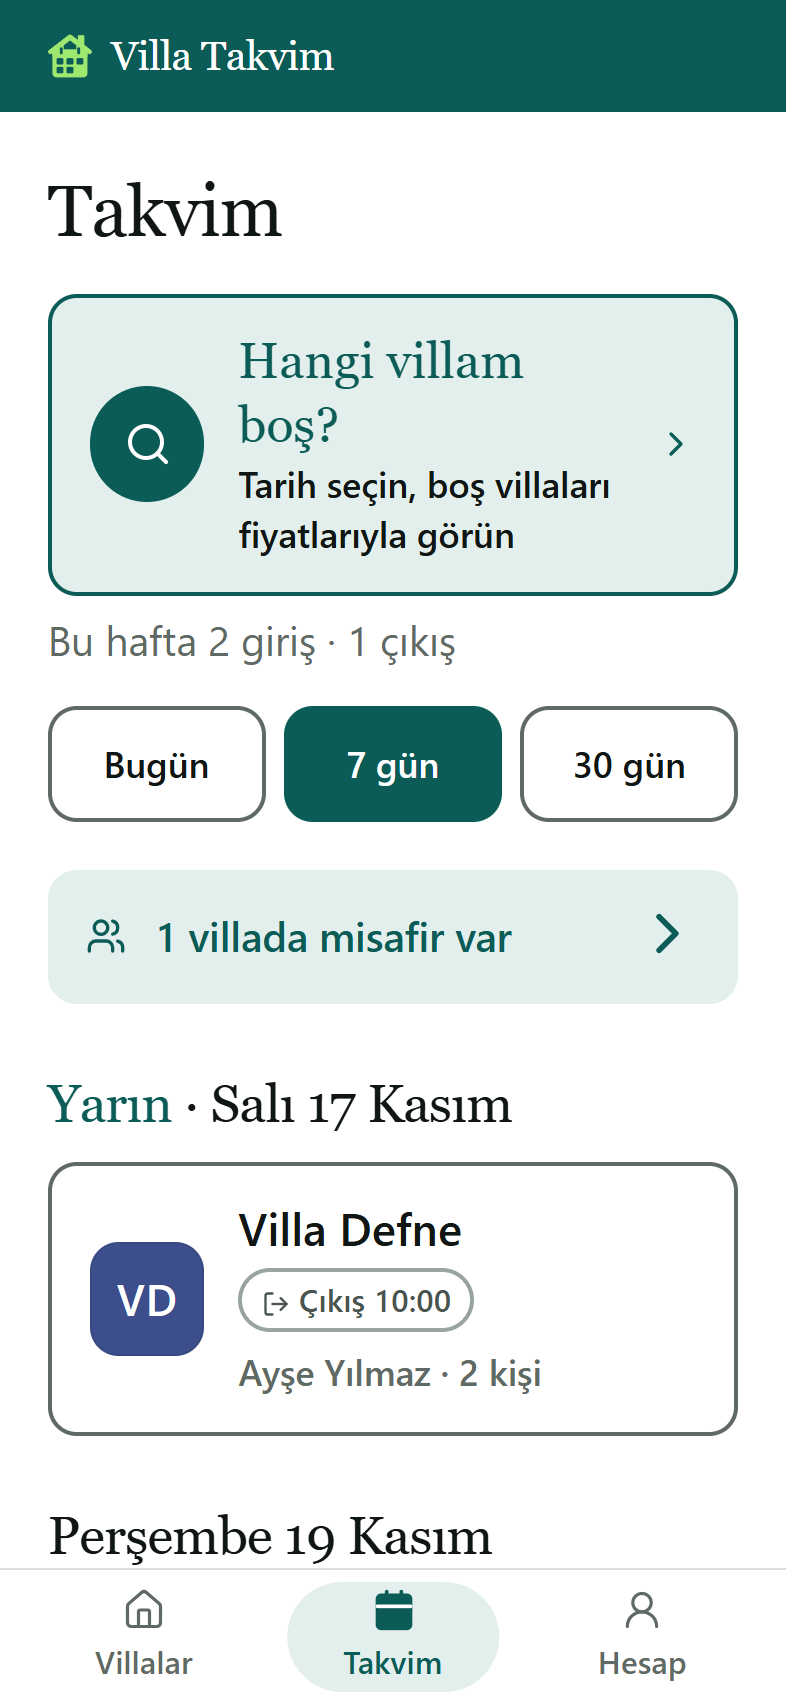 Villa Takvim
Takvim
Hangi villam
boş?
Tarih seçin, boş villaları
fiyatlarıyla görün
Bu hafta 2 giriş · 1 çıkış
Bugün
7 gün
30 gün
1 villada misafir var
Yarın · Salı 17 Kasım
VD
Villa Defne
Çıkış 10:00
Ayşe Yılmaz · 2 kişi
Perşembe 19 Kasım
Villalar
Takvim
Hesap